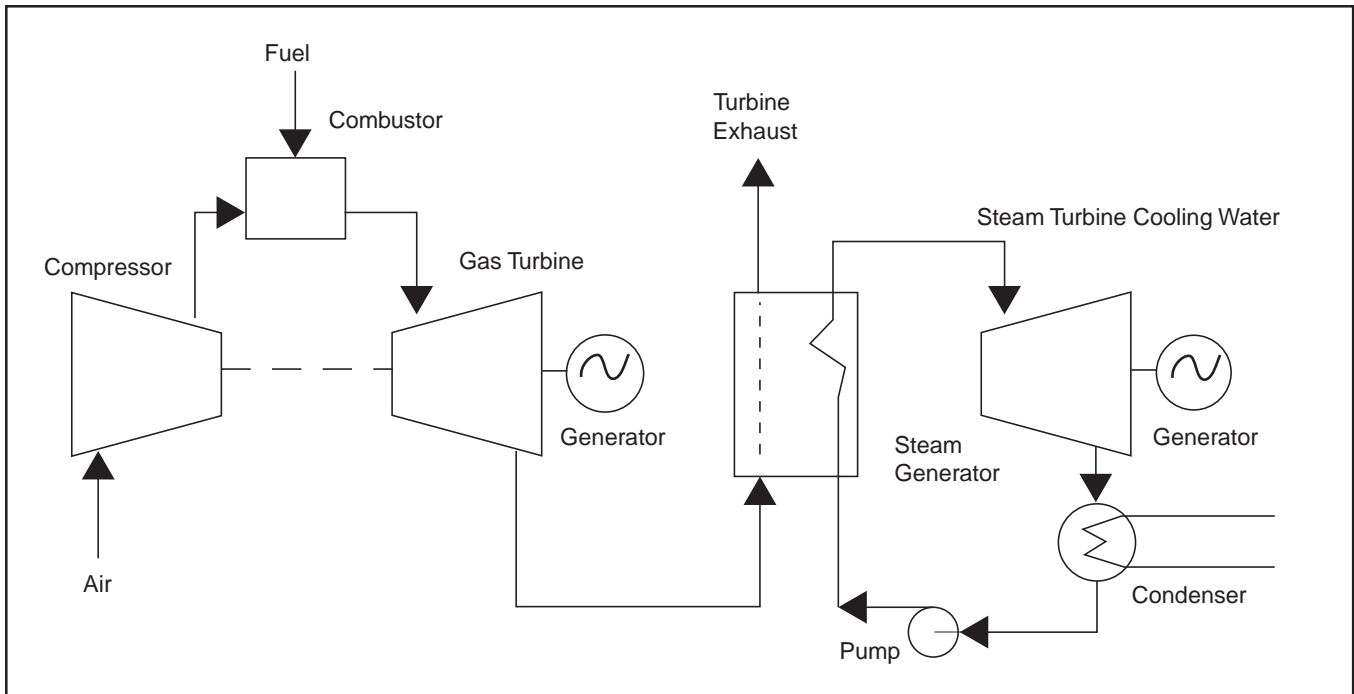 Fuel
Combustor
Turbine
Exhaust
Steam Turbine Cooling Water
Compressor
Gas Turbine
Generator
Steam
Generator
Generator
Air
Condenser
Pump